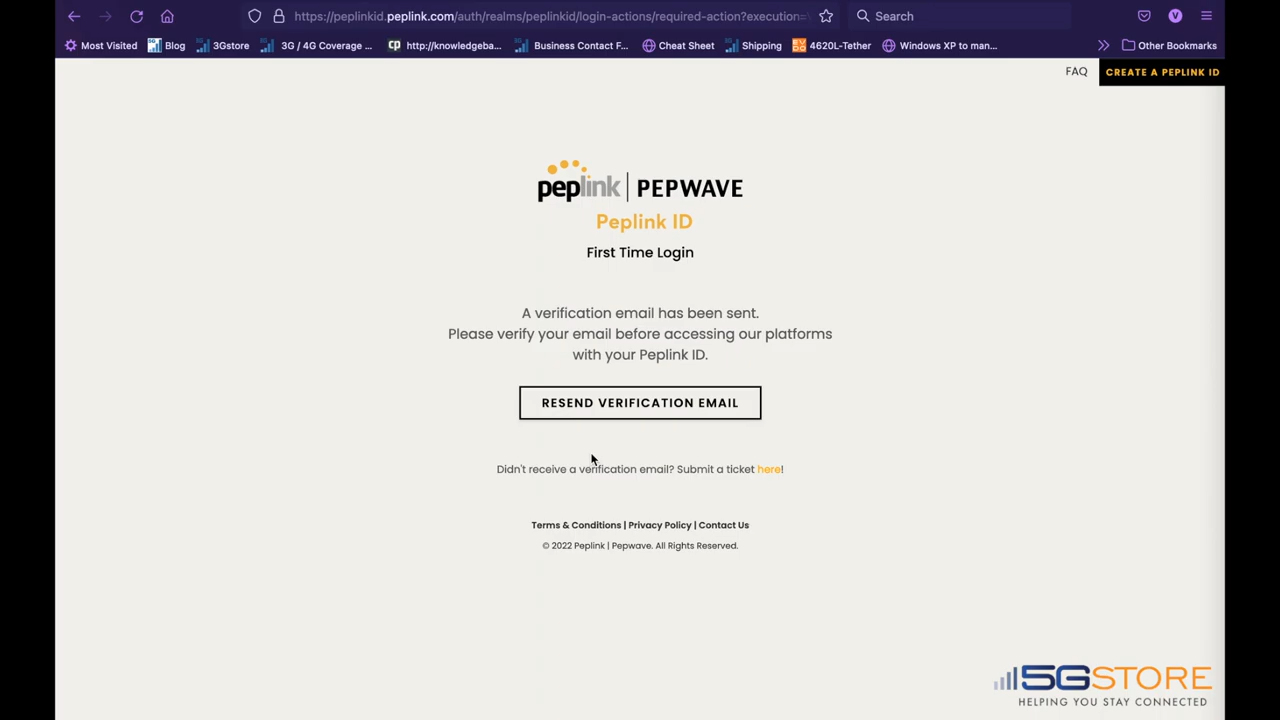 https://peplinkid.peplink.com/auth/realms/peplinkid/login-actions/required-action?execution=
Search
Most Visited
Blog
3Gstore
3G / 4G Coverage ...
cp
http://knowledgeba...
Business Contact F...
Cheat Sheet
Shipping
4620L-Tether
Windows XP to man...
Other Bookmarks
V
FAQ
CREATE A PEPLINK ID
peplink | PEPWAVE
Peplink ID
First Time Login
A verification email has been sent.
Please verify your email before accessing our platforms
with your Peplink ID.
RESEND VERIFICATION EMAIL
Didn't receive a verification email? Submit a ticket here!
Terms & Conditions | Privacy Policy | Contact Us
© 2022 Peplink | Pepwave. All Rights Reserved.
5GSTORE
HELPING YOU STAY CONNECTED